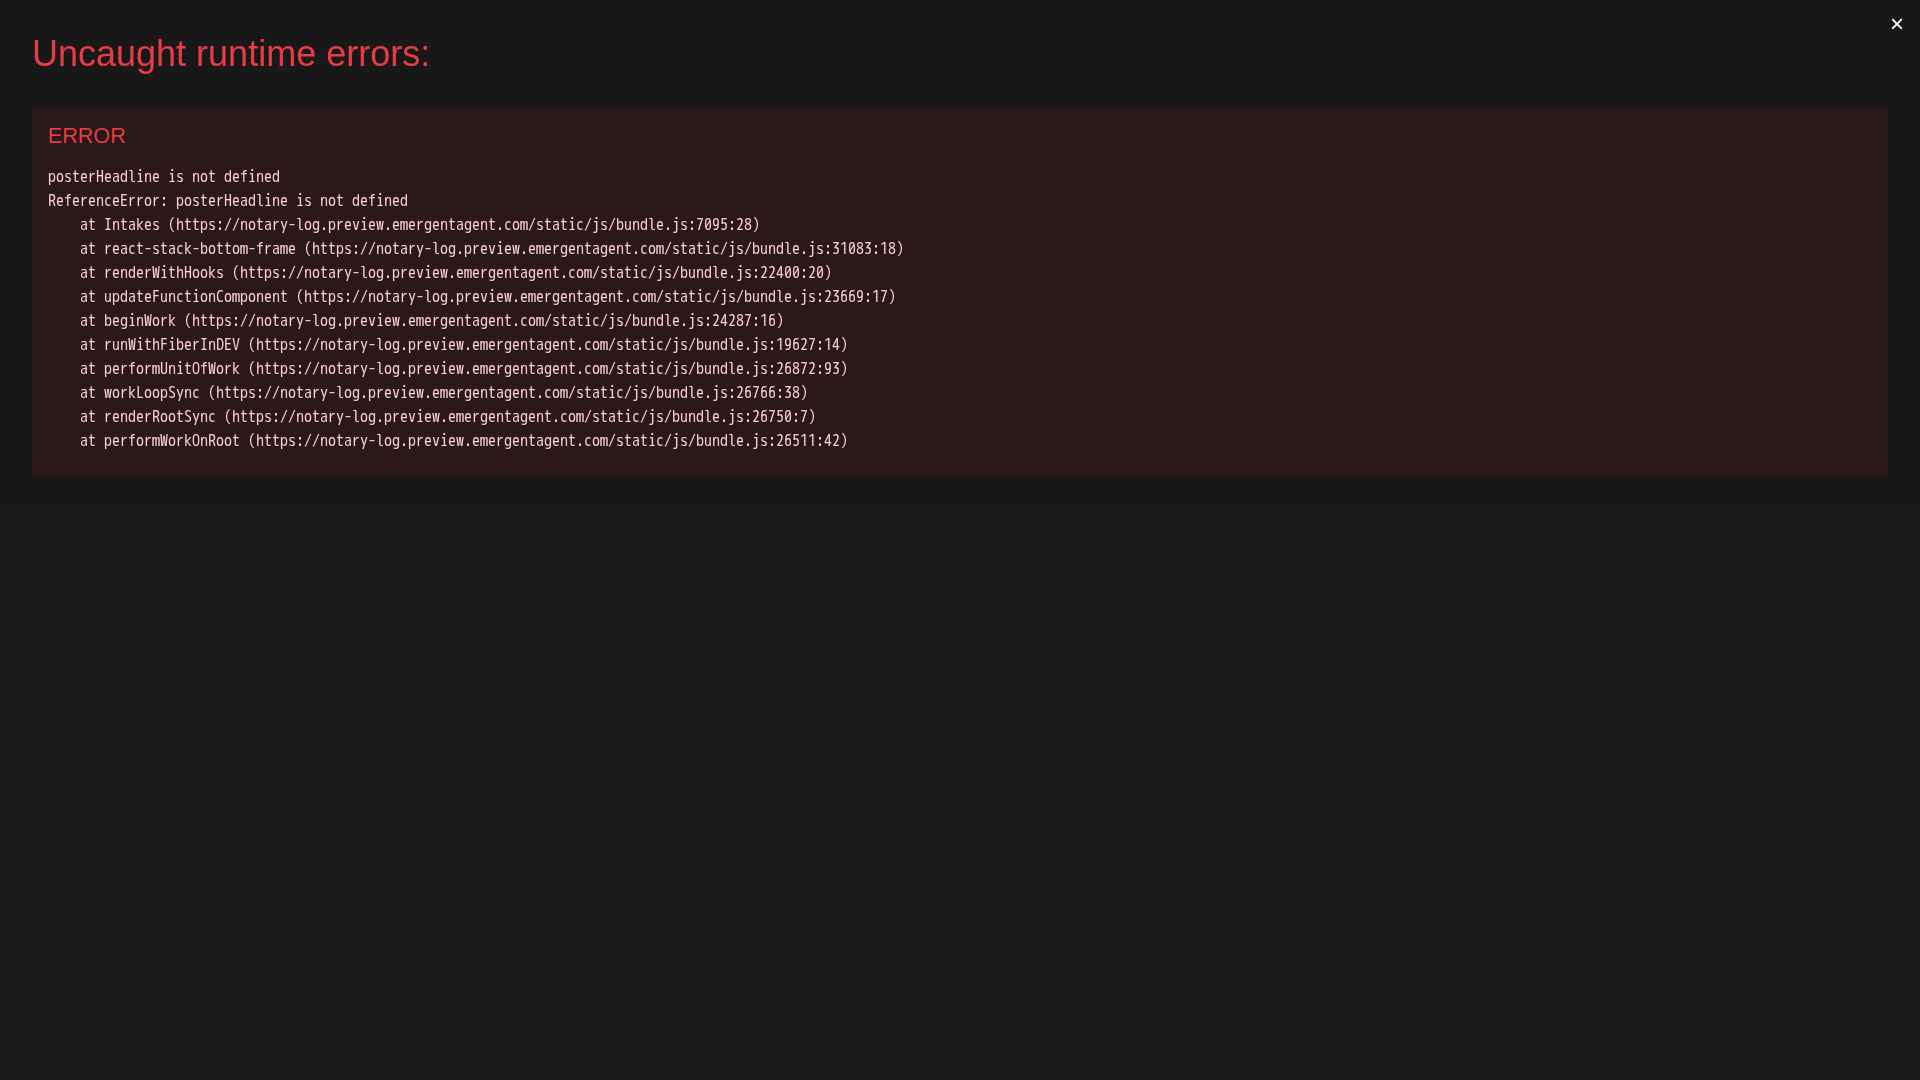 ×
Uncaught runtime errors:
ERROR
posterHeadline is not defined
ReferenceError: posterHeadline is not defined
    at Intakes (https://notary-log.preview.emergentagent.com/static/js/bundle.js:7095:28)
    at react-stack-bottom-frame (https://notary-log.preview.emergentagent.com/static/js/bundle.js:31083:18)
    at renderWithHooks (https://notary-log.preview.emergentagent.com/static/js/bundle.js:22400:20)
    at updateFunctionComponent (https://notary-log.preview.emergentagent.com/static/js/bundle.js:23669:17)
    at beginWork (https://notary-log.preview.emergentagent.com/static/js/bundle.js:24287:16)
    at runWithFiberInDEV (https://notary-log.preview.emergentagent.com/static/js/bundle.js:19627:14)
    at performUnitOfWork (https://notary-log.preview.emergentagent.com/static/js/bundle.js:26872:93)
    at workLoopSync (https://notary-log.preview.emergentagent.com/static/js/bundle.js:26766:38)
    at renderRootSync (https://notary-log.preview.emergentagent.com/static/js/bundle.js:26750:7)
    at performWorkOnRoot (https://notary-log.preview.emergentagent.com/static/js/bundle.js:26511:42)